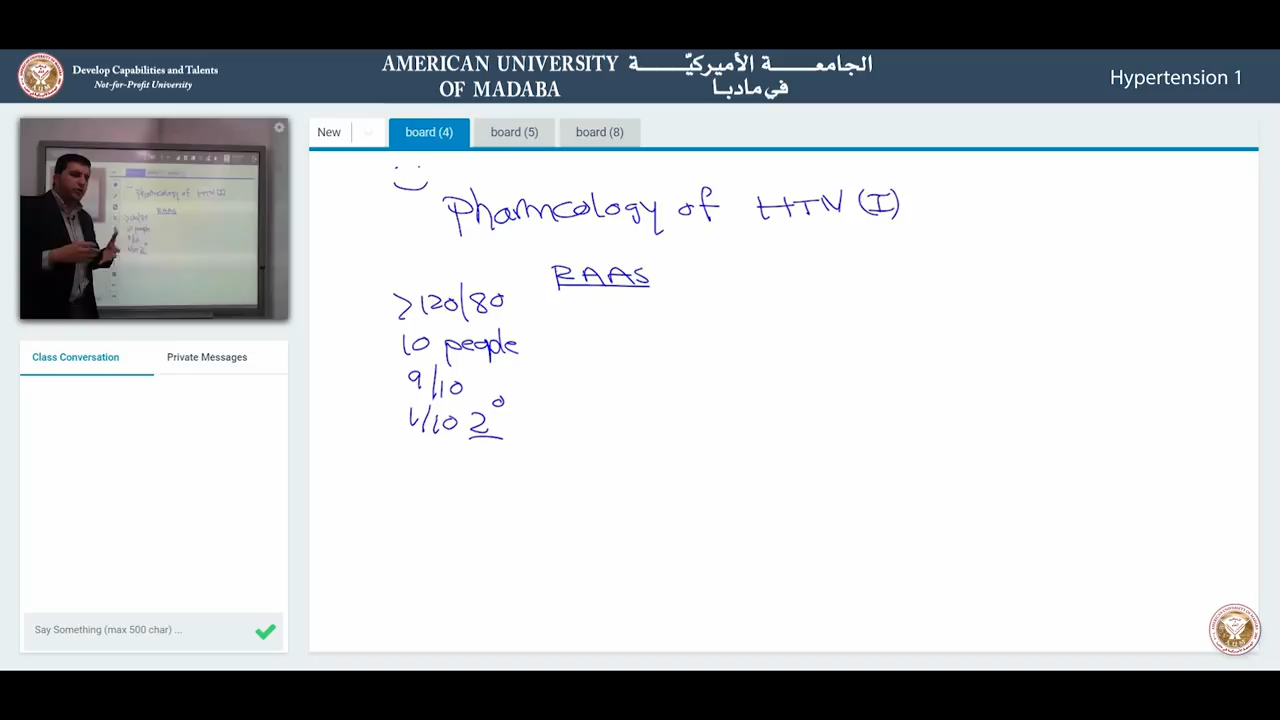 Develop Capabilities and Talents
Not-for-Profit University
AMERICAN UNIVERSITY
OF MADABA
الجامعـــــة الأميركيّـــــة
في مادبا
Hypertension 1
New
board (4)
board (5)
board (8)
Pharmcology of HTN (I)
RAAS
>120/80
10 people
9/10
1/10 2°
Class Conversation
Private Messages
Say Something (max 500 char) ...